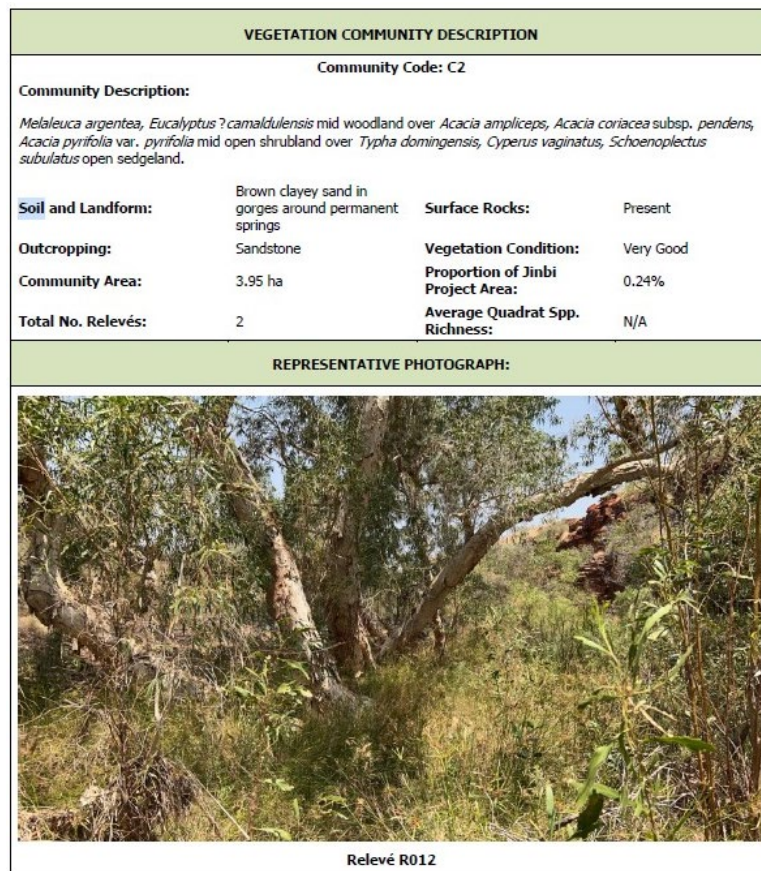 VEGETATION COMMUNITY DESCRIPTION
Community Code: C2
Community Description:
Melaleuca argentea, Eucalyptus ?camaldulensis mid woodland over Acacia ampliceps, Acacia coriacea subsp. pendens,
Acacia pyrifolia var. pyrifolia mid open shrubland over Typha domingensis, Cyperus vaginatus, Schoenoplectus
subulatus open sedgeland.
Soil and Landform:
Brown clayey sand in
gorges around permanent
springs
Surface Rocks:
Present
Outcropping:
Sandstone
Vegetation Condition:
Very Good
Community Area:
3.95 ha
Proportion of Jinbi
Project Area:
0.24%
Total No. Relevés:
2
Average Quadrat Spp.
Richness:
N/A
REPRESENTATIVE PHOTOGRAPH:
Relevé R012